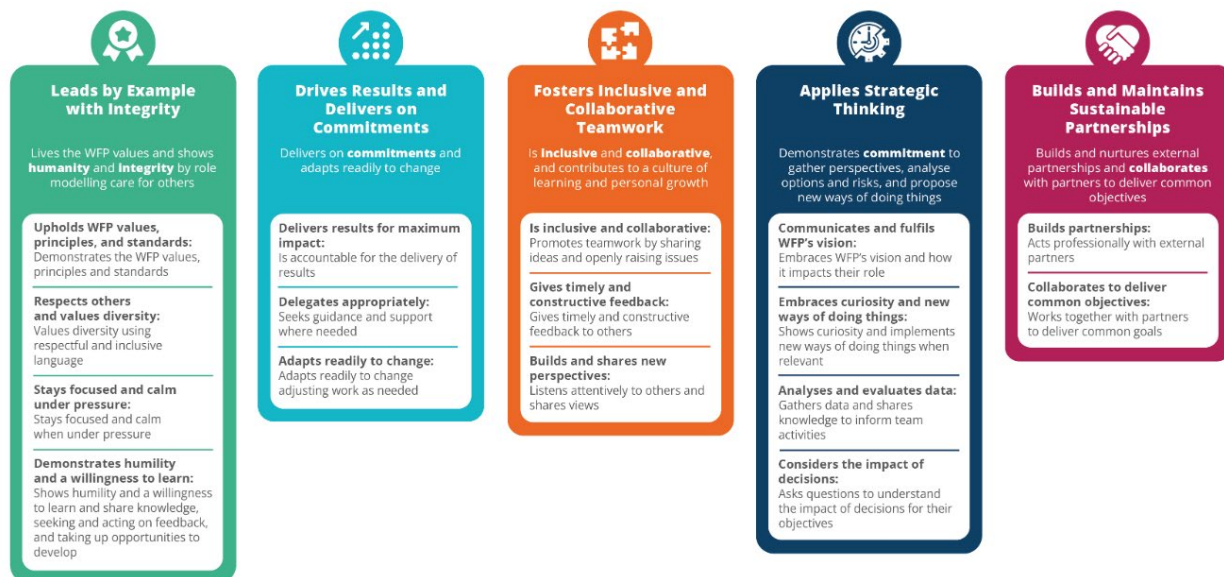 Leads by Example
with Integrity
Lives the WFP values and shows
humanity and integrity by role
modelling care for others
Upholds WFP values,
principles, and standards:
Demonstrates the WFP values,
principles and standards
Respects others
and values diversity:
Values diversity using
respectful and inclusive
language
Stays focused and calm
under pressure:
Stays focused and calm
when under pressure
Demonstrates humility
and a willingness to learn:
Shows humility and a willingness
to learn and share knowledge,
seeking and acting on feedback,
and taking up opportunities to
develop
Drives Results and
Delivers on
Commitments
Delivers on commitments and
adapts readily to change
Delivers results for maximum
impact:
Is accountable for the delivery of
results
Delegates appropriately:
Seeks guidance and support
where needed
Adapts readily to change:
Adapts readily to change
adjusting work as needed
Fosters Inclusive and
Collaborative
Teamwork
Is inclusive and collaborative,
and contributes to a culture of
learning and personal growth
Is inclusive and collaborative:
Promotes teamwork by sharing
ideas and openly raising issues
Gives timely and
constructive feedback:
Gives timely and constructive
feedback to others
Builds and shares new
perspectives:
Listens attentively to others and
shares views
Applies Strategic
Thinking
Demonstrates commitment to
gather perspectives, analyse
options and risks, and propose
new ways of doing things
Communicates and fulfils
WFP's vision:
Embraces WFP's vision and how
it impacts their role
Embraces curiosity and new
ways of doing things:
Shows curiosity and implements
new ways of doing things when
relevant
Analyses and evaluates data:
Gathers data and shares
knowledge to inform team
activities
Considers the impact of
decisions:
Asks questions to understand
the impact of decisions for their
objectives
Builds and Maintains
Sustainable
Partnerships
Builds and nurtures external
partnerships and collaborates
with partners to deliver common
objectives
Builds partnerships:
Acts professionally with external
partners
Collaborates to deliver
common objectives:
Works together with partners
to deliver common goals